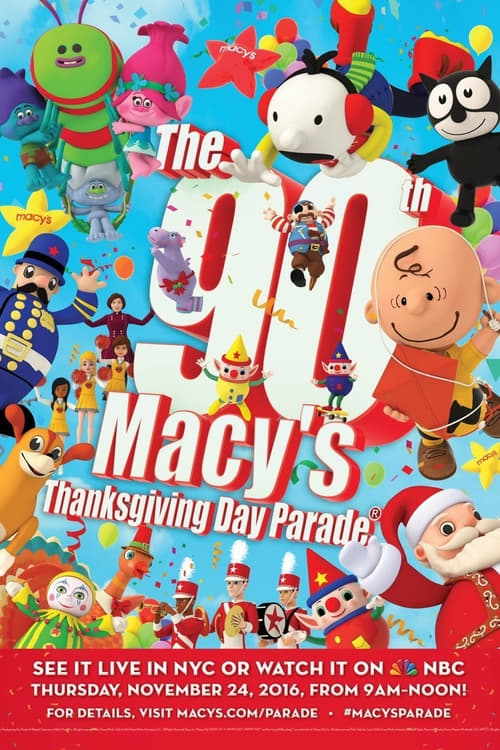 macy's
The
90th
macy's
Macy's
Thanksgiving Day Parade®
macy's
SEE IT LIVE IN NYC OR WATCH IT ON NBC
THURSDAY, NOVEMBER 24, 2016, FROM 9AM–NOON!
FOR DETAILS, VISIT MACYS.COM/PARADE • #MACYSPARADE